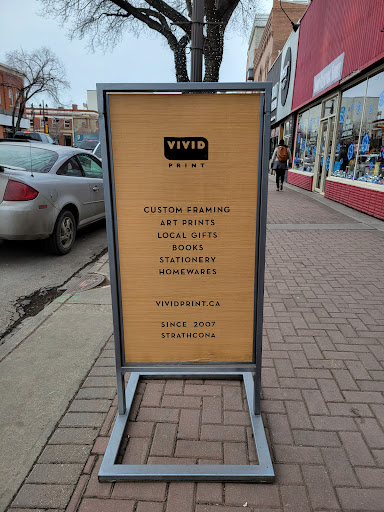 VIVID
PRINT
CUSTOM FRAMING
ART PRINTS
LOCAL GIFTS
BOOKS
STATIONERY
HOMEWARES
VIVIDPRINT.CA
SINCE 2007
STRATHCONA